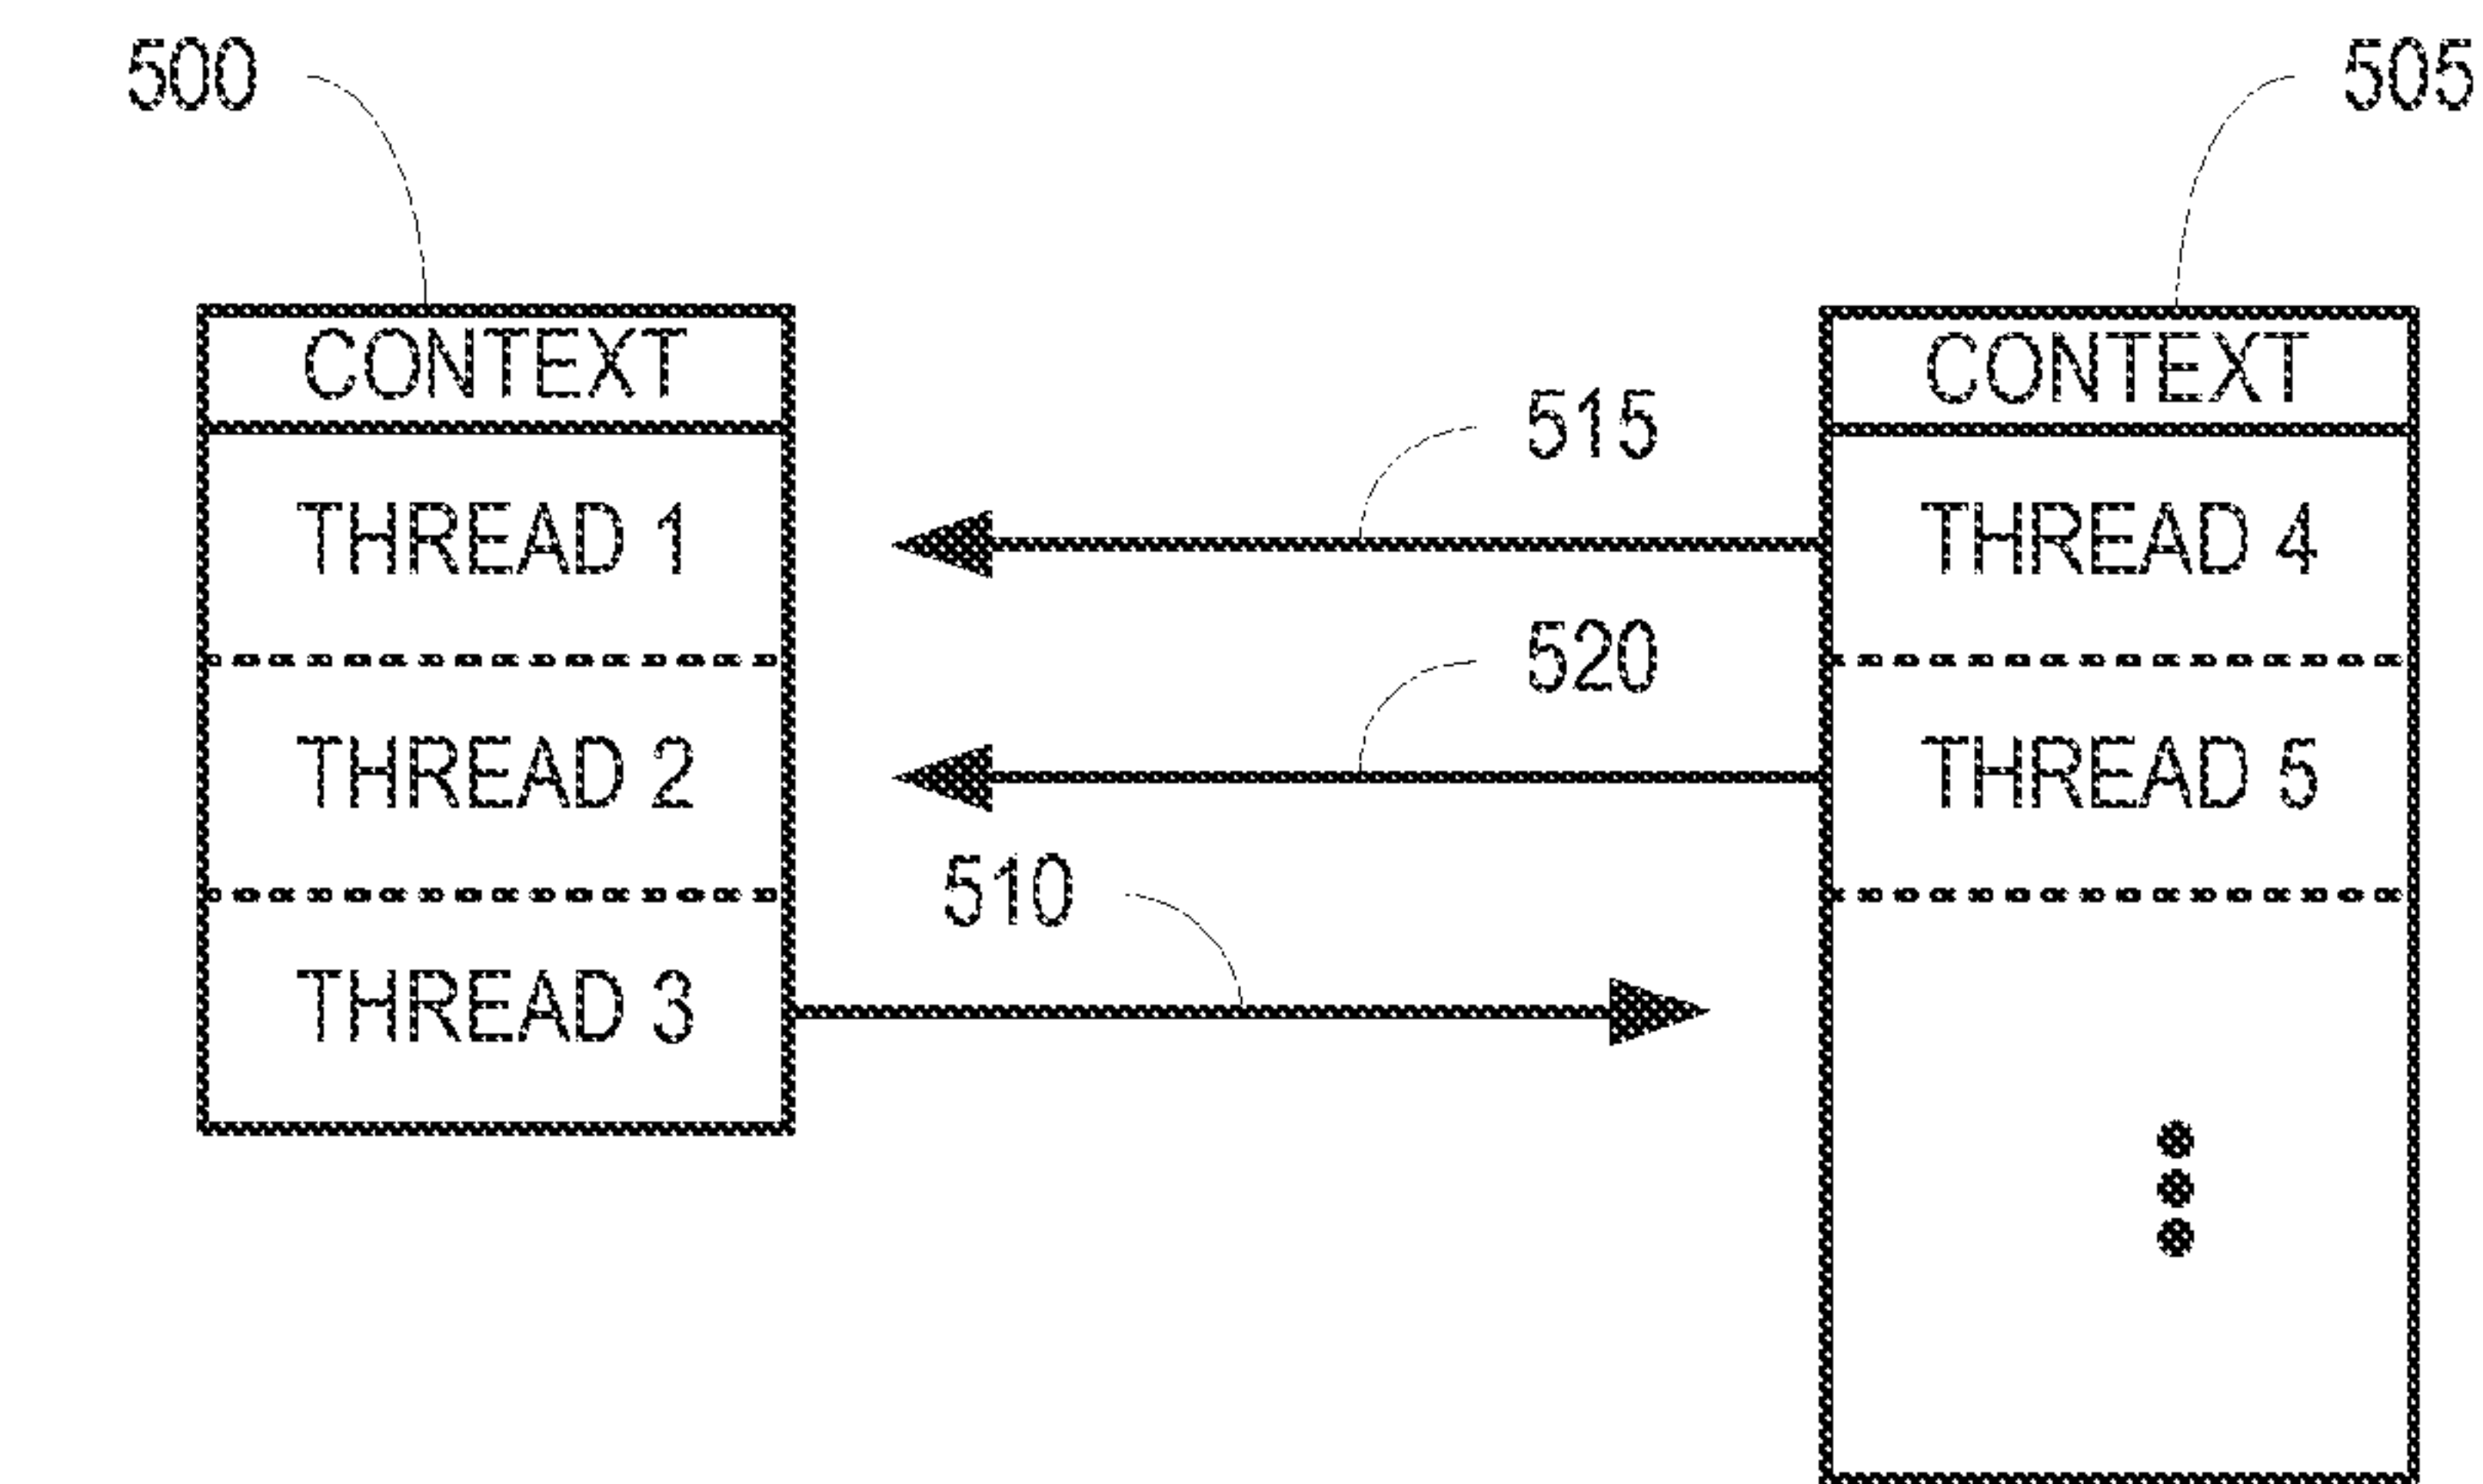 500
505
CONTEXT
CONTEXT
515
THREAD 1
THREAD 4
520
THREAD 2
THREAD 5
510
THREAD 3